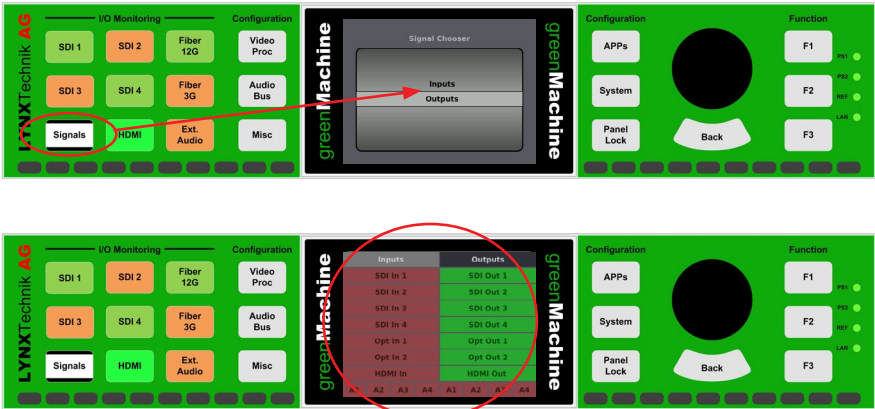 LYNXTechnik AG
I/O Monitoring
Configuration
SDI 1
SDI 2
Fiber
12G
Video
Proc
SDI 3
SDI 4
Fiber
3G
Audio
Bus
Signals
HDMI
Ext.
Audio
Misc
greenMachine
Signal Chooser
Inputs
Outputs
greenMachine
Configuration
Function
APPs
F1
System
F2
Panel
Lock
Back
F3
PS1
PS2
REF
LAN
LYNXTechnik AG
I/O Monitoring
Configuration
SDI 1
SDI 2
Fiber
12G
Video
Proc
SDI 3
SDI 4
Fiber
3G
Audio
Bus
Signals
HDMI
Ext.
Audio
Misc
greenMachine
Inputs Outputs
SDI In 1 SDI Out 1
SDI In 2 SDI Out 2
SDI In 3 SDI Out 3
SDI In 4 SDI Out 4
Opt In 1 Opt Out 1
Opt In 2 Opt Out 2
HDMI In HDMI Out
A1 A2 A3 A4 A1 A2 A3 A4
greenMachine
Configuration
Function
APPs
F1
System
F2
Panel
Lock
Back
F3
PS1
PS2
REF
LAN